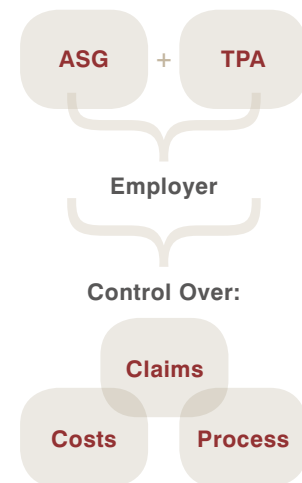 ASG + TPA
Employer
Control Over:
Claims
Costs Process